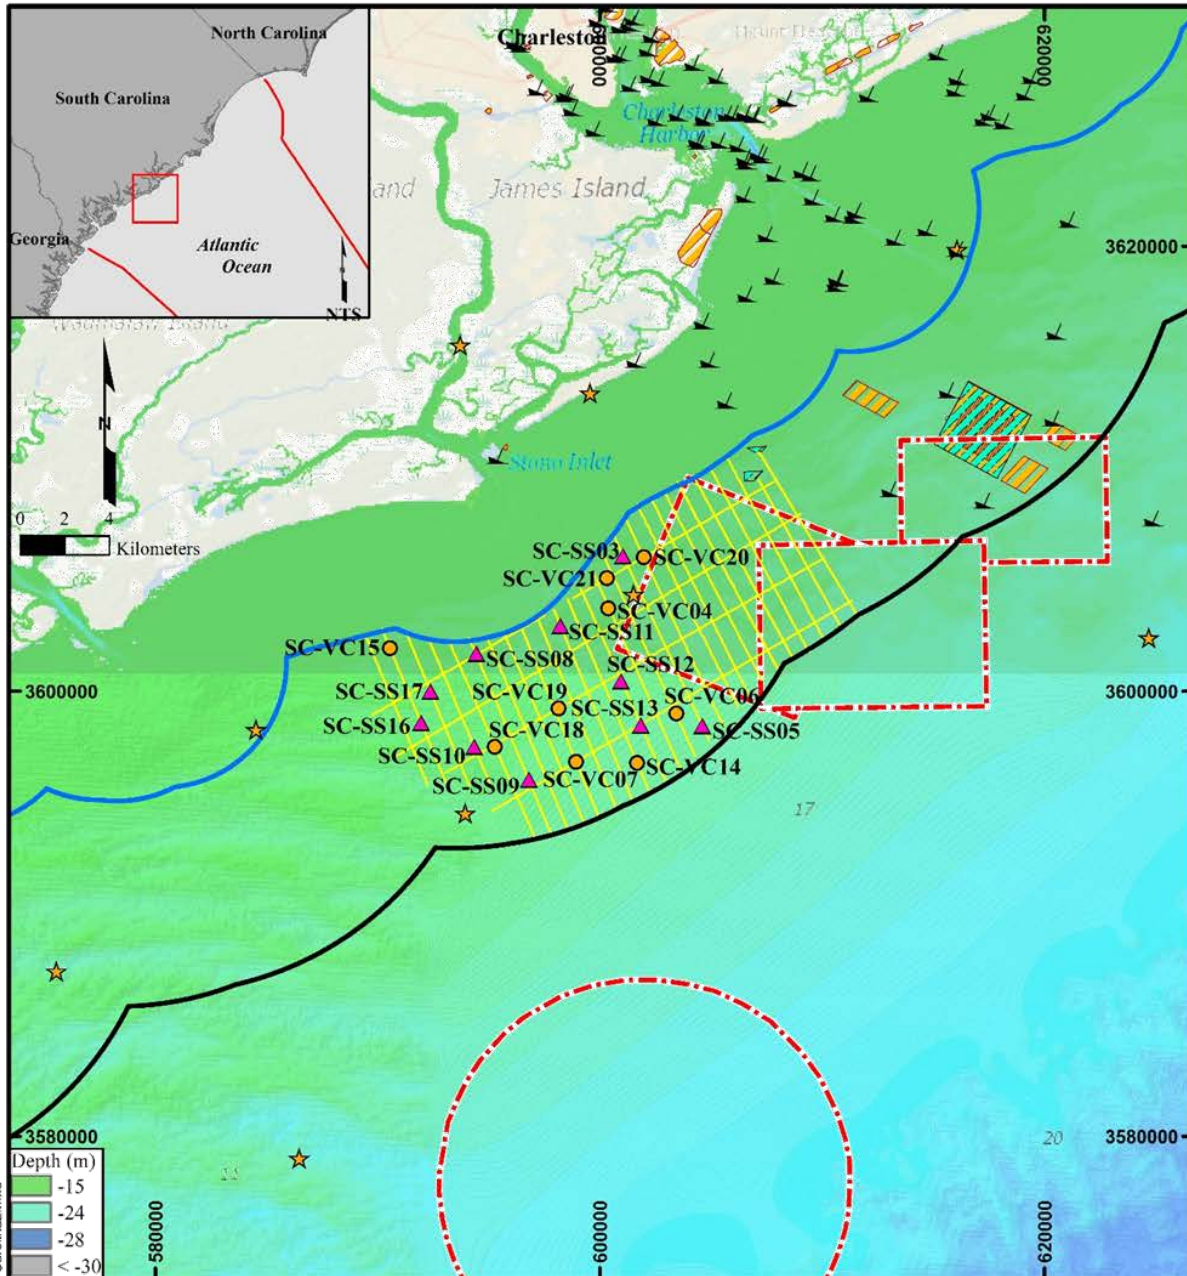 North Carolina
South Carolina
Georgia
Atlantic
Ocean
NTS
Charleston
600000
620000
Charleston
Harbor
James Island
3620000
N
Stono Inlet
0 2 4
Kilometers
SC-SS03
SC-VC20
SC-VC21
SC-VC04
SC-SS11
SC-VC15
SC-SS08
SC-SS12
3600000
SC-SS17
SC-VC19
SC-VC06
3600000
SC-SS13
SC-SS16
SC-VC18
SC-SS05
SC-SS10
SC-VC07
SC-VC14
SC-SS09
17
3580000
3580000
20
11
Depth (m)
-15
-24
-28
< -30
580000
600000
620000